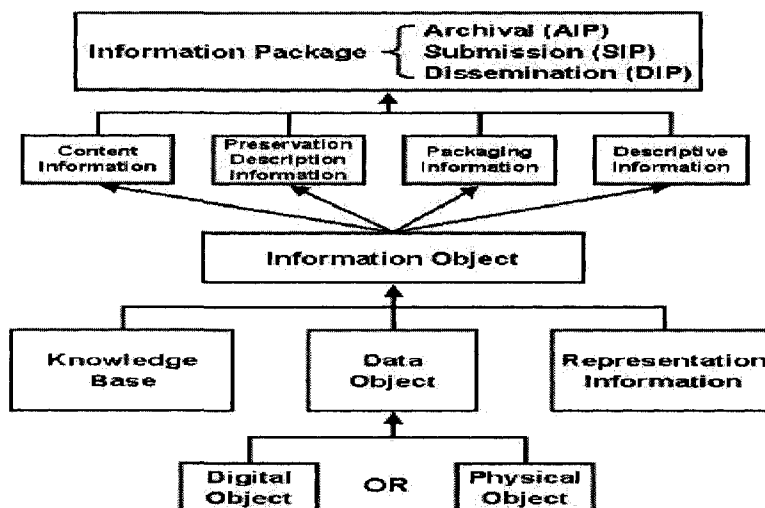 Information Package
Archival (AIP)
Submission (SIP)
Dissemination (DIP)
Content
Information
Preservation
Description
Information
Packaging
Information
Descriptive
Information
Information Object
Knowledge
Base
Data
Object
Representation
Information
Digital
Object
OR
Physical
Object